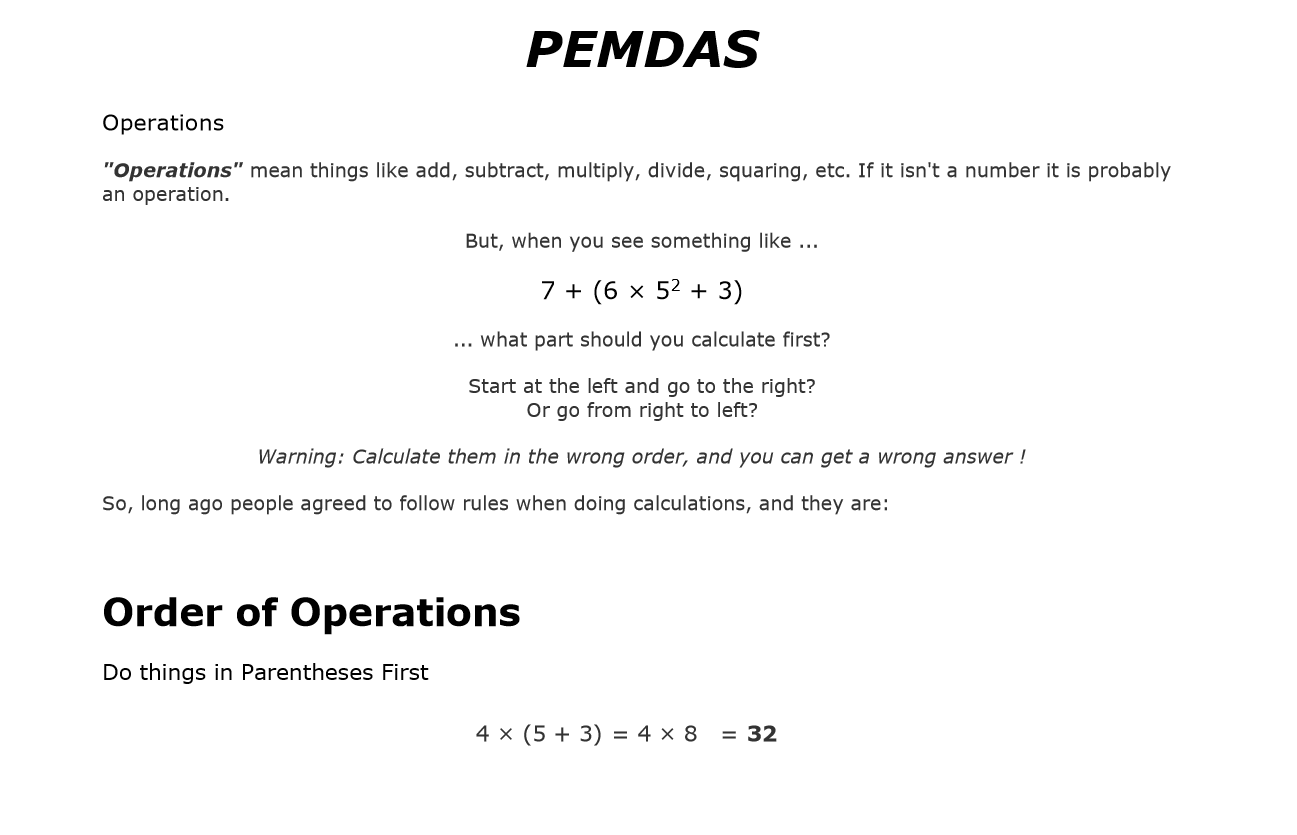 PEMDAS
Operations
"Operations" mean things like add, subtract, multiply, divide, squaring, etc. If it isn't a number it is probably
an operation.
But, when you see something like ...
7 + (6 × 5² + 3)
... what part should you calculate first?
Start at the left and go to the right?
Or go from right to left?
Warning: Calculate them in the wrong order, and you can get a wrong answer !
So, long ago people agreed to follow rules when doing calculations, and they are:
Order of Operations
Do things in Parentheses First
4 × (5 + 3) = 4 × 8 = 32